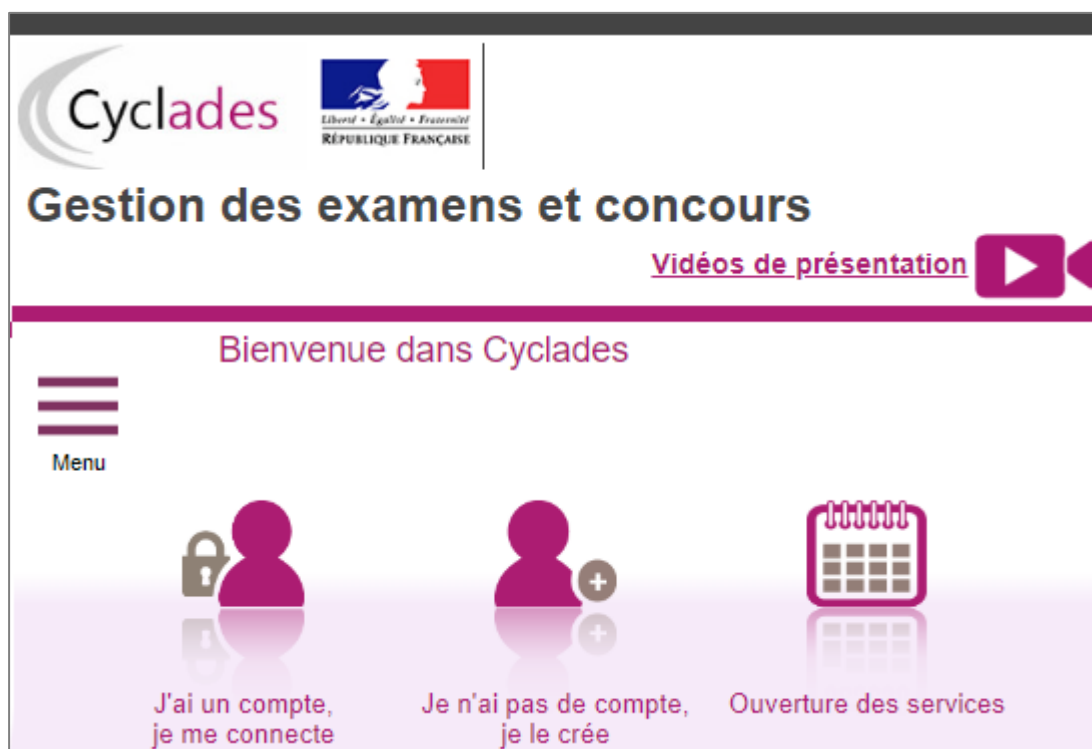 Cyclades
Liberté • Égalité • Fraternité
RÉPUBLIQUE FRANÇAISE
Gestion des examens et concours
Vidéos de présentation
Bienvenue dans Cyclades
Menu
J'ai un compte,
je me connecte
Je n'ai pas de compte,
je le crée
Ouverture des services